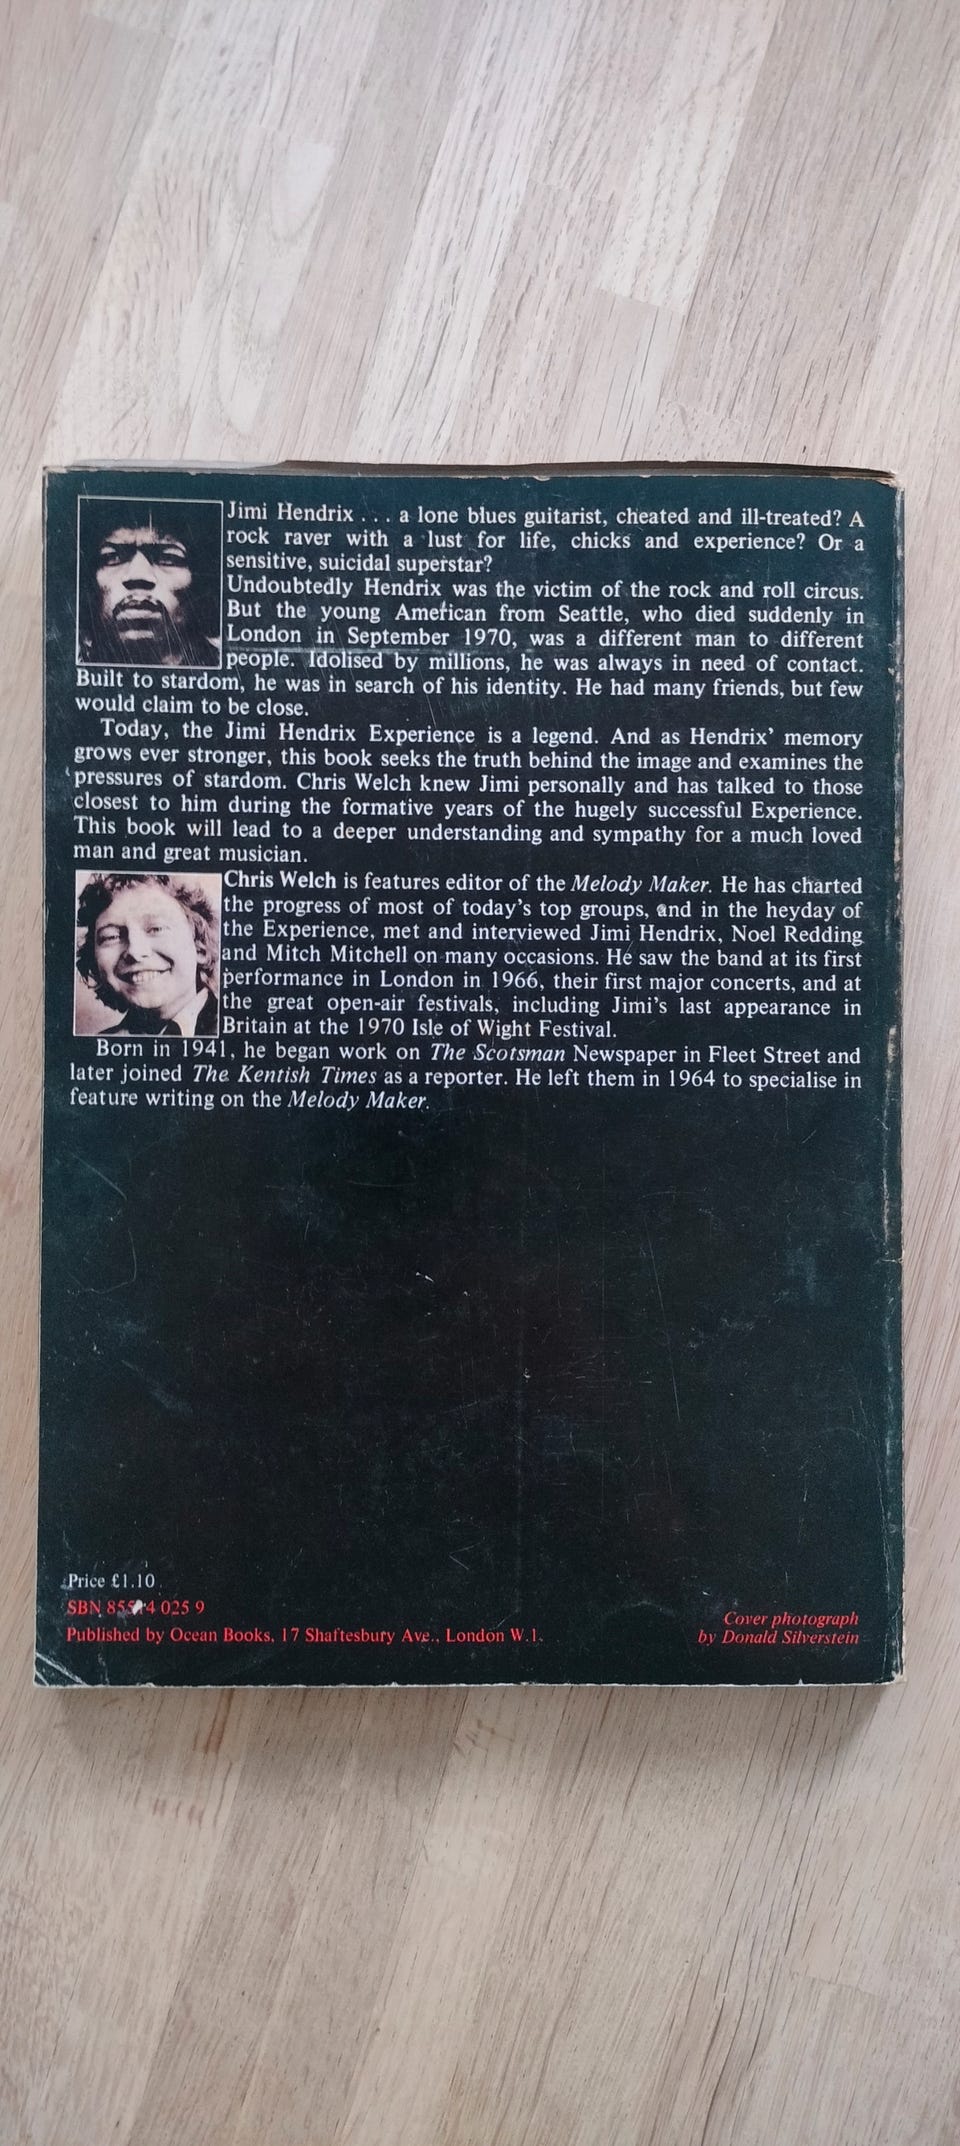 Jimi Hendrix . . . a lone blues guitarist, cheated and ill-treated? A
rock raver with a lust for life, chicks and experience? Or a
sensitive, suicidal superstar?
Undoubtedly Hendrix was the victim of the rock and roll circus.
But the young American from Seattle, who died suddenly in
London in September 1970, was a different man to different
people. Idolised by millions, he was always in need of contact.
Built to stardom, he was in search of his identity. He had many friends, but few
would claim to be close.
Today, the Jimi Hendrix Experience is a legend. And as Hendrix' memory
grows ever stronger, this book seeks the truth behind the image and examines the
pressures of stardom. Chris Welch knew Jimi personally and has talked to those
closest to him during the formative years of the hugely successful Experience.
This book will lead to a deeper understanding and sympathy for a much loved
man and great musician.
Chris Welch is features editor of the Melody Maker. He has charted
the progress of most of today's top groups, and in the heyday of
the Experience, met and interviewed Jimi Hendrix, Noel Redding
and Mitch Mitchell on many occasions. He saw the band at its first
performance in London in 1966, their first major concerts, and at
the great open-air festivals, including Jimi's last appearance in
Britain at the 1970 Isle of Wight Festival.
Born in 1941, he began work on The Scotsman Newspaper in Fleet Street and
later joined The Kentish Times as a reporter. He left them in 1964 to specialise in
feature writing on the Melody Maker.
Price £1.10
SBN 025 9
Published by Ocean Books, 17 Shaftesbury Ave., London W.1.
Cover photograph
by Donald Silverstein